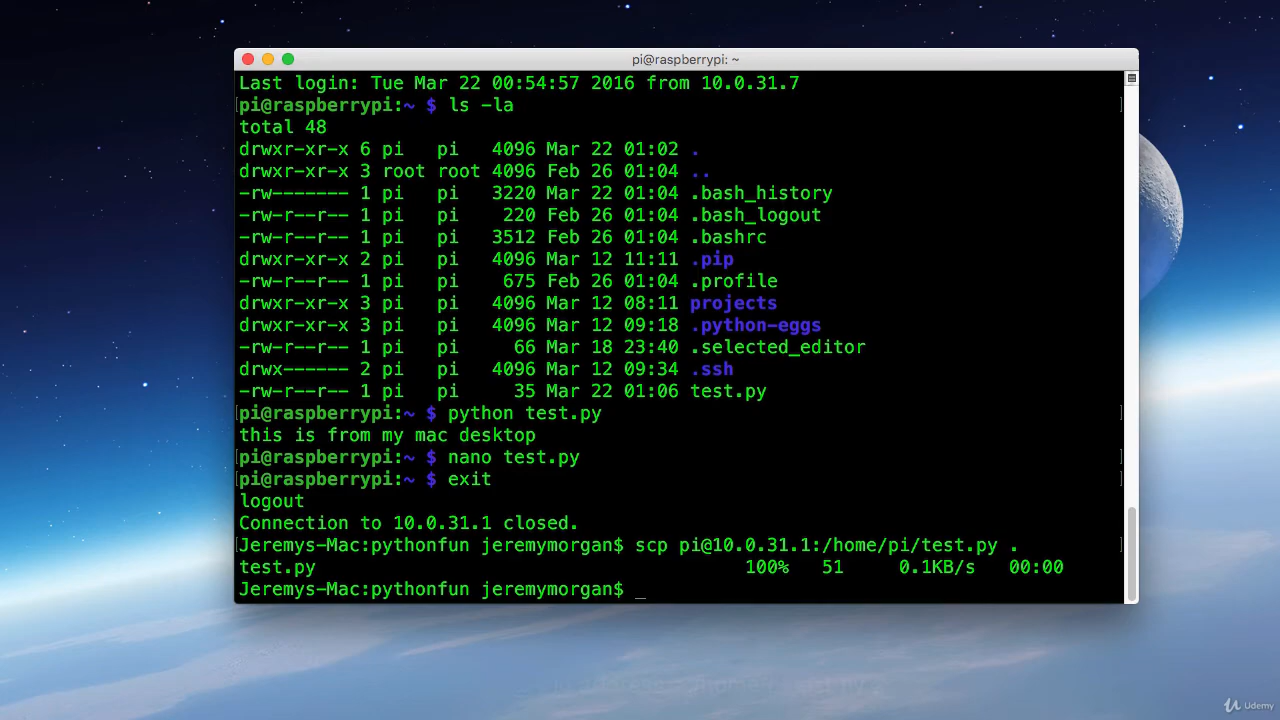 pi@raspberrypi: ~
Last login: Tue Mar 22 00:54:57 2016 from 10.0.31.7
[pi@raspberrypi:~ $ ls -la ]
total 48
drwxr-xr-x 6 pi   pi   4096 Mar 22 01:02 .
drwxr-xr-x 3 root root 4096 Feb 26 01:04 ..
-rw------- 1 pi   pi   3220 Mar 22 01:03 .bash_history
-rw-r--r-- 1 pi   pi    220 Feb 26 01:04 .bash_logout
-rw-r--r-- 1 pi   pi   3512 Feb 26 01:04 .bashrc
drwxr-xr-x 2 pi   pi   4096 Mar 12 11:11 .pip
-rw-r--r-- 1 pi   pi    675 Feb 26 01:04 .profile
drwxr-xr-x 3 pi   pi   4096 Mar 12 08:11 projects
drwxr-xr-x 3 pi   pi   4096 Mar 12 09:18 .python-eggs
-rw-r--r-- 1 pi   pi     66 Mar 18 23:40 .selected_editor
drwx------ 2 pi   pi   4096 Mar 12 09:34 .ssh
-rw-r--r-- 1 pi   pi     35 Mar 22 01:06 test.py
[pi@raspberrypi:~ $ python test.py ]
this is from my mac desktop
[pi@raspberrypi:~ $ nano test.py ]
[pi@raspberrypi:~ $ exit ]
logout
Connection to 10.0.31.1 closed.
[Jeremys-Mac:pythonfun jeremymorgan$ scp pi@10.0.31.1:/home/pi/test.py . ]
test.py 100% 51 0.1KB/s 00:00
Jeremys-Mac:pythonfun jeremymorgan$ _
Udemy